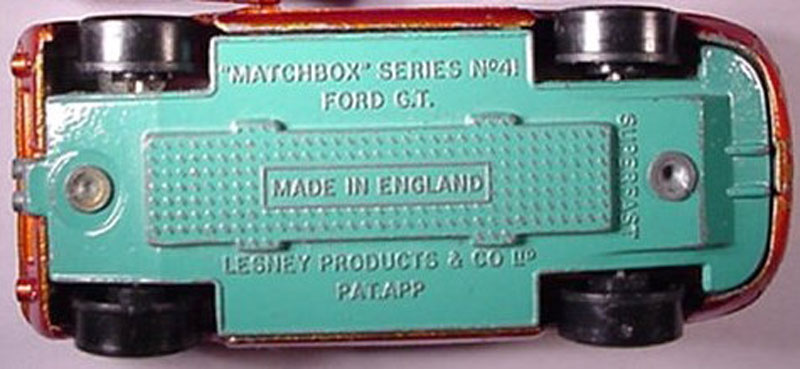 "MATCHBOX" SERIES Nº41
FORD G.T.
MADE IN ENGLAND
SUPERFAST
LESNEY PRODUCTS & CO LTD
PAT.APP